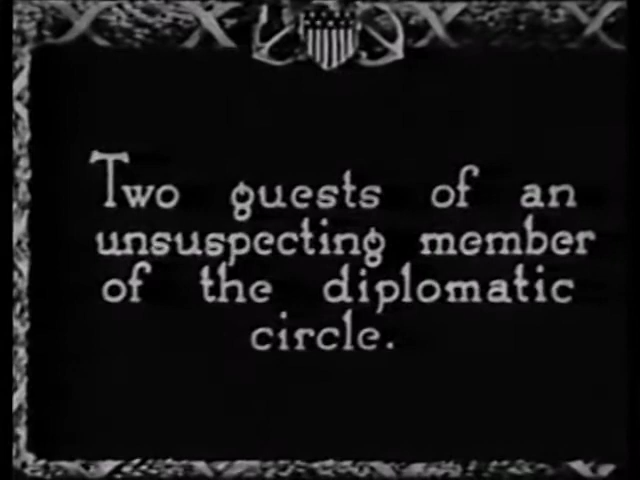 Two guests of an
unsuspecting member
of the diplomatic
circle.